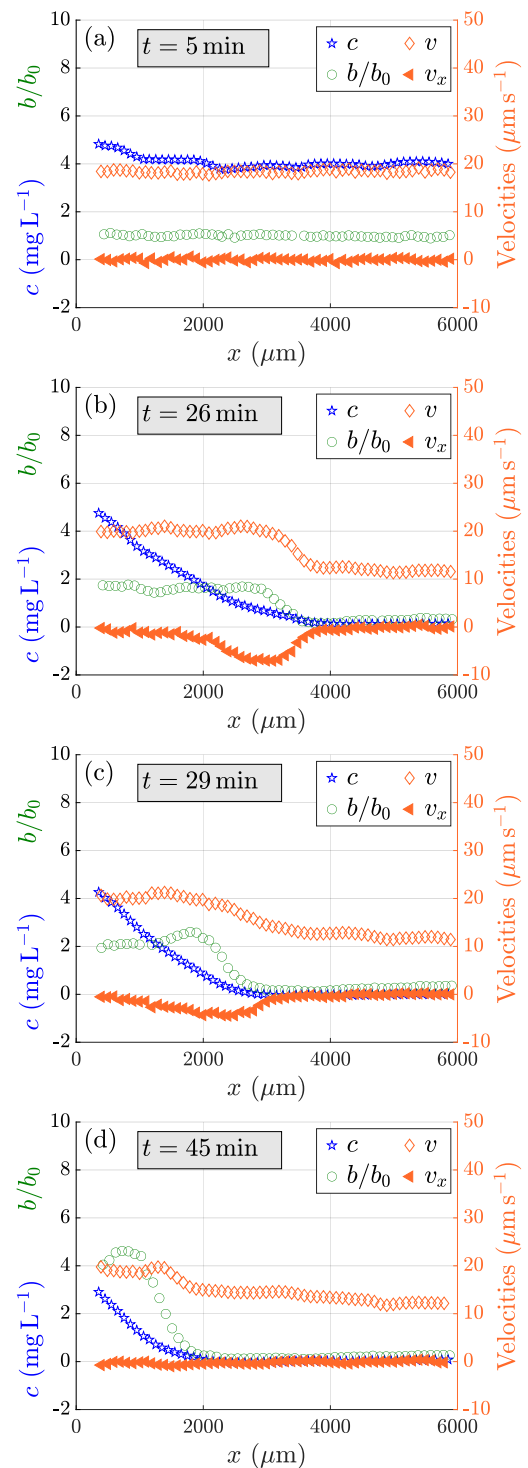 (a) t = 5 min
c v
b/b₀ vₓ
10 8 6 4 2 0 -2
50 40 30 20 10 0 -10
0 2000 4000 6000
x (μm)
c (mg L⁻¹) b/b₀
Velocities (μm s⁻¹)
(b) t = 26 min
c v
b/b₀ vₓ
10 8 6 4 2 0 -2
50 40 30 20 10 0 -10
0 2000 4000 6000
x (μm)
c (mg L⁻¹) b/b₀
Velocities (μm s⁻¹)
(c) t = 29 min
c v
b/b₀ vₓ
10 8 6 4 2 0 -2
50 40 30 20 10 0 -10
0 2000 4000 6000
x (μm)
c (mg L⁻¹) b/b₀
Velocities (μm s⁻¹)
(d) t = 45 min
c v
b/b₀ vₓ
10 8 6 4 2 0 -2
50 40 30 20 10 0 -10
0 2000 4000 6000
x (μm)
c (mg L⁻¹) b/b₀
Velocities (μm s⁻¹)